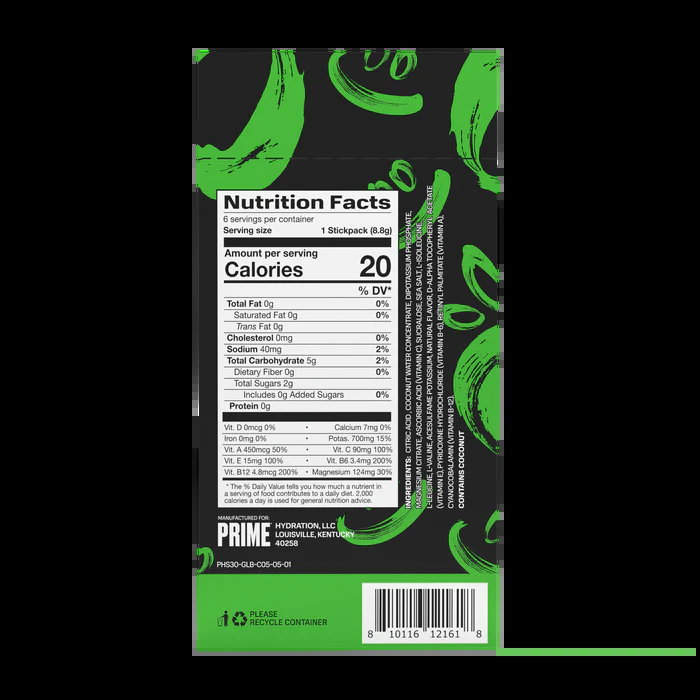 Nutrition Facts
6 servings per container
Serving size 1 Stickpack (8.8g)
Amount per serving
Calories 20
% DV*
Total Fat 0g 0%
Saturated Fat 0g 0%
Trans Fat 0g
Cholesterol 0mg 0%
Sodium 40mg 2%
Total Carbohydrate 5g 2%
Dietary Fiber 0g 0%
Total Sugars 2g
Includes 0g Added Sugars 0%
Protein 0g
Vit. D 0mcg 0% • Calcium 7mg 0%
Iron 0mg 0% • Potas. 700mg 15%
Vit. A 450mcg 50% • Vit. C 90mg 100%
Vit. E 15mg 100% • Vit. B6 3.4mg 200%
Vit. B12 4.8mcg 200% • Magnesium 124mg 30%
* The % Daily Value tells you how much a nutrient in
a serving of food contributes to a daily diet. 2,000
calories a day is used for general nutrition advice.
INGREDIENTS: CITRIC ACID, COCONUT WATER CONCENTRATE, DIPOTASSIUM PHOSPHATE,
MAGNESIUM CITRATE, ASCORBIC ACID (VITAMIN C), SUCRALOSE, SEA SALT, L-ISOLEUCINE,
L-LEUCINE, L-VALINE, ACESULFAME POTASSIUM, NATURAL FLAVOR, D-ALPHA TOCOPHERYL ACETATE
(VITAMIN E), PYRIDOXINE HYDROCHLORIDE (VITAMIN B-6), RETINYL PALMITATE (VITAMIN A),
CYANOCOBALAMIN (VITAMIN B-12).
CONTAINS COCONUT
MANUFACTURED FOR:
PRIME HYDRATION, LLC
LOUISVILLE, KENTUCKY
40258
PHS30-GLB-C05-05-01
PLEASE
RECYCLE CONTAINER
8 10116 12161 8